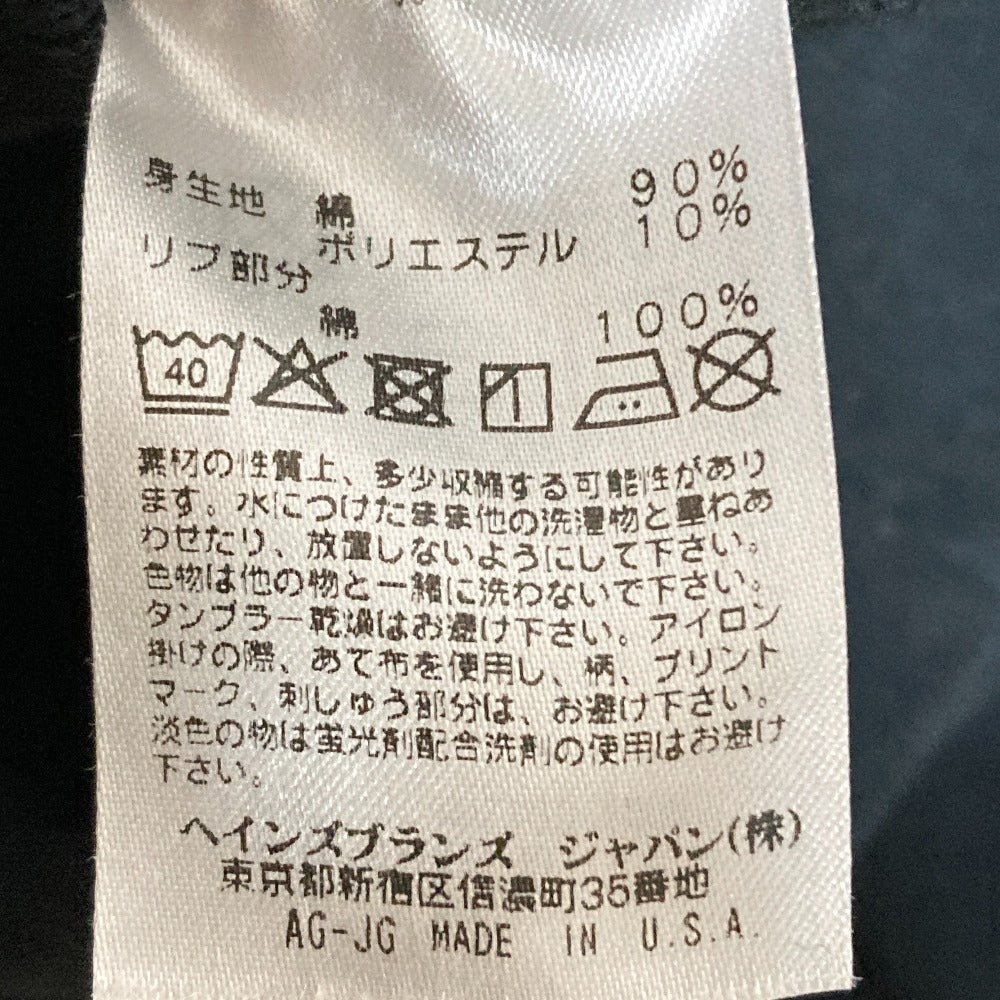 身生地 綿 90%
ポリエステル 10%
リブ部分
綿 100%
40
素材の性質上、多少収縮する可能性があり
ます。水につけたまま他の洗濯物と重ねあ
わせたり、放置しないようにして下さい。
色物は他の物と一緒に洗わないで下さい。
タンブラー乾燥はお避け下さい。アイロン
掛けの際、あて布を使用し、柄、プリント
マーク、刺しゅう部分は、お避け下さい。
淡色の物は蛍光剤配合洗剤の使用はお避け
下さい。
ヘインズブランズ ジャパン(株)
東京都新宿区信濃町35番地
AG-JG MADE IN U.S.A.